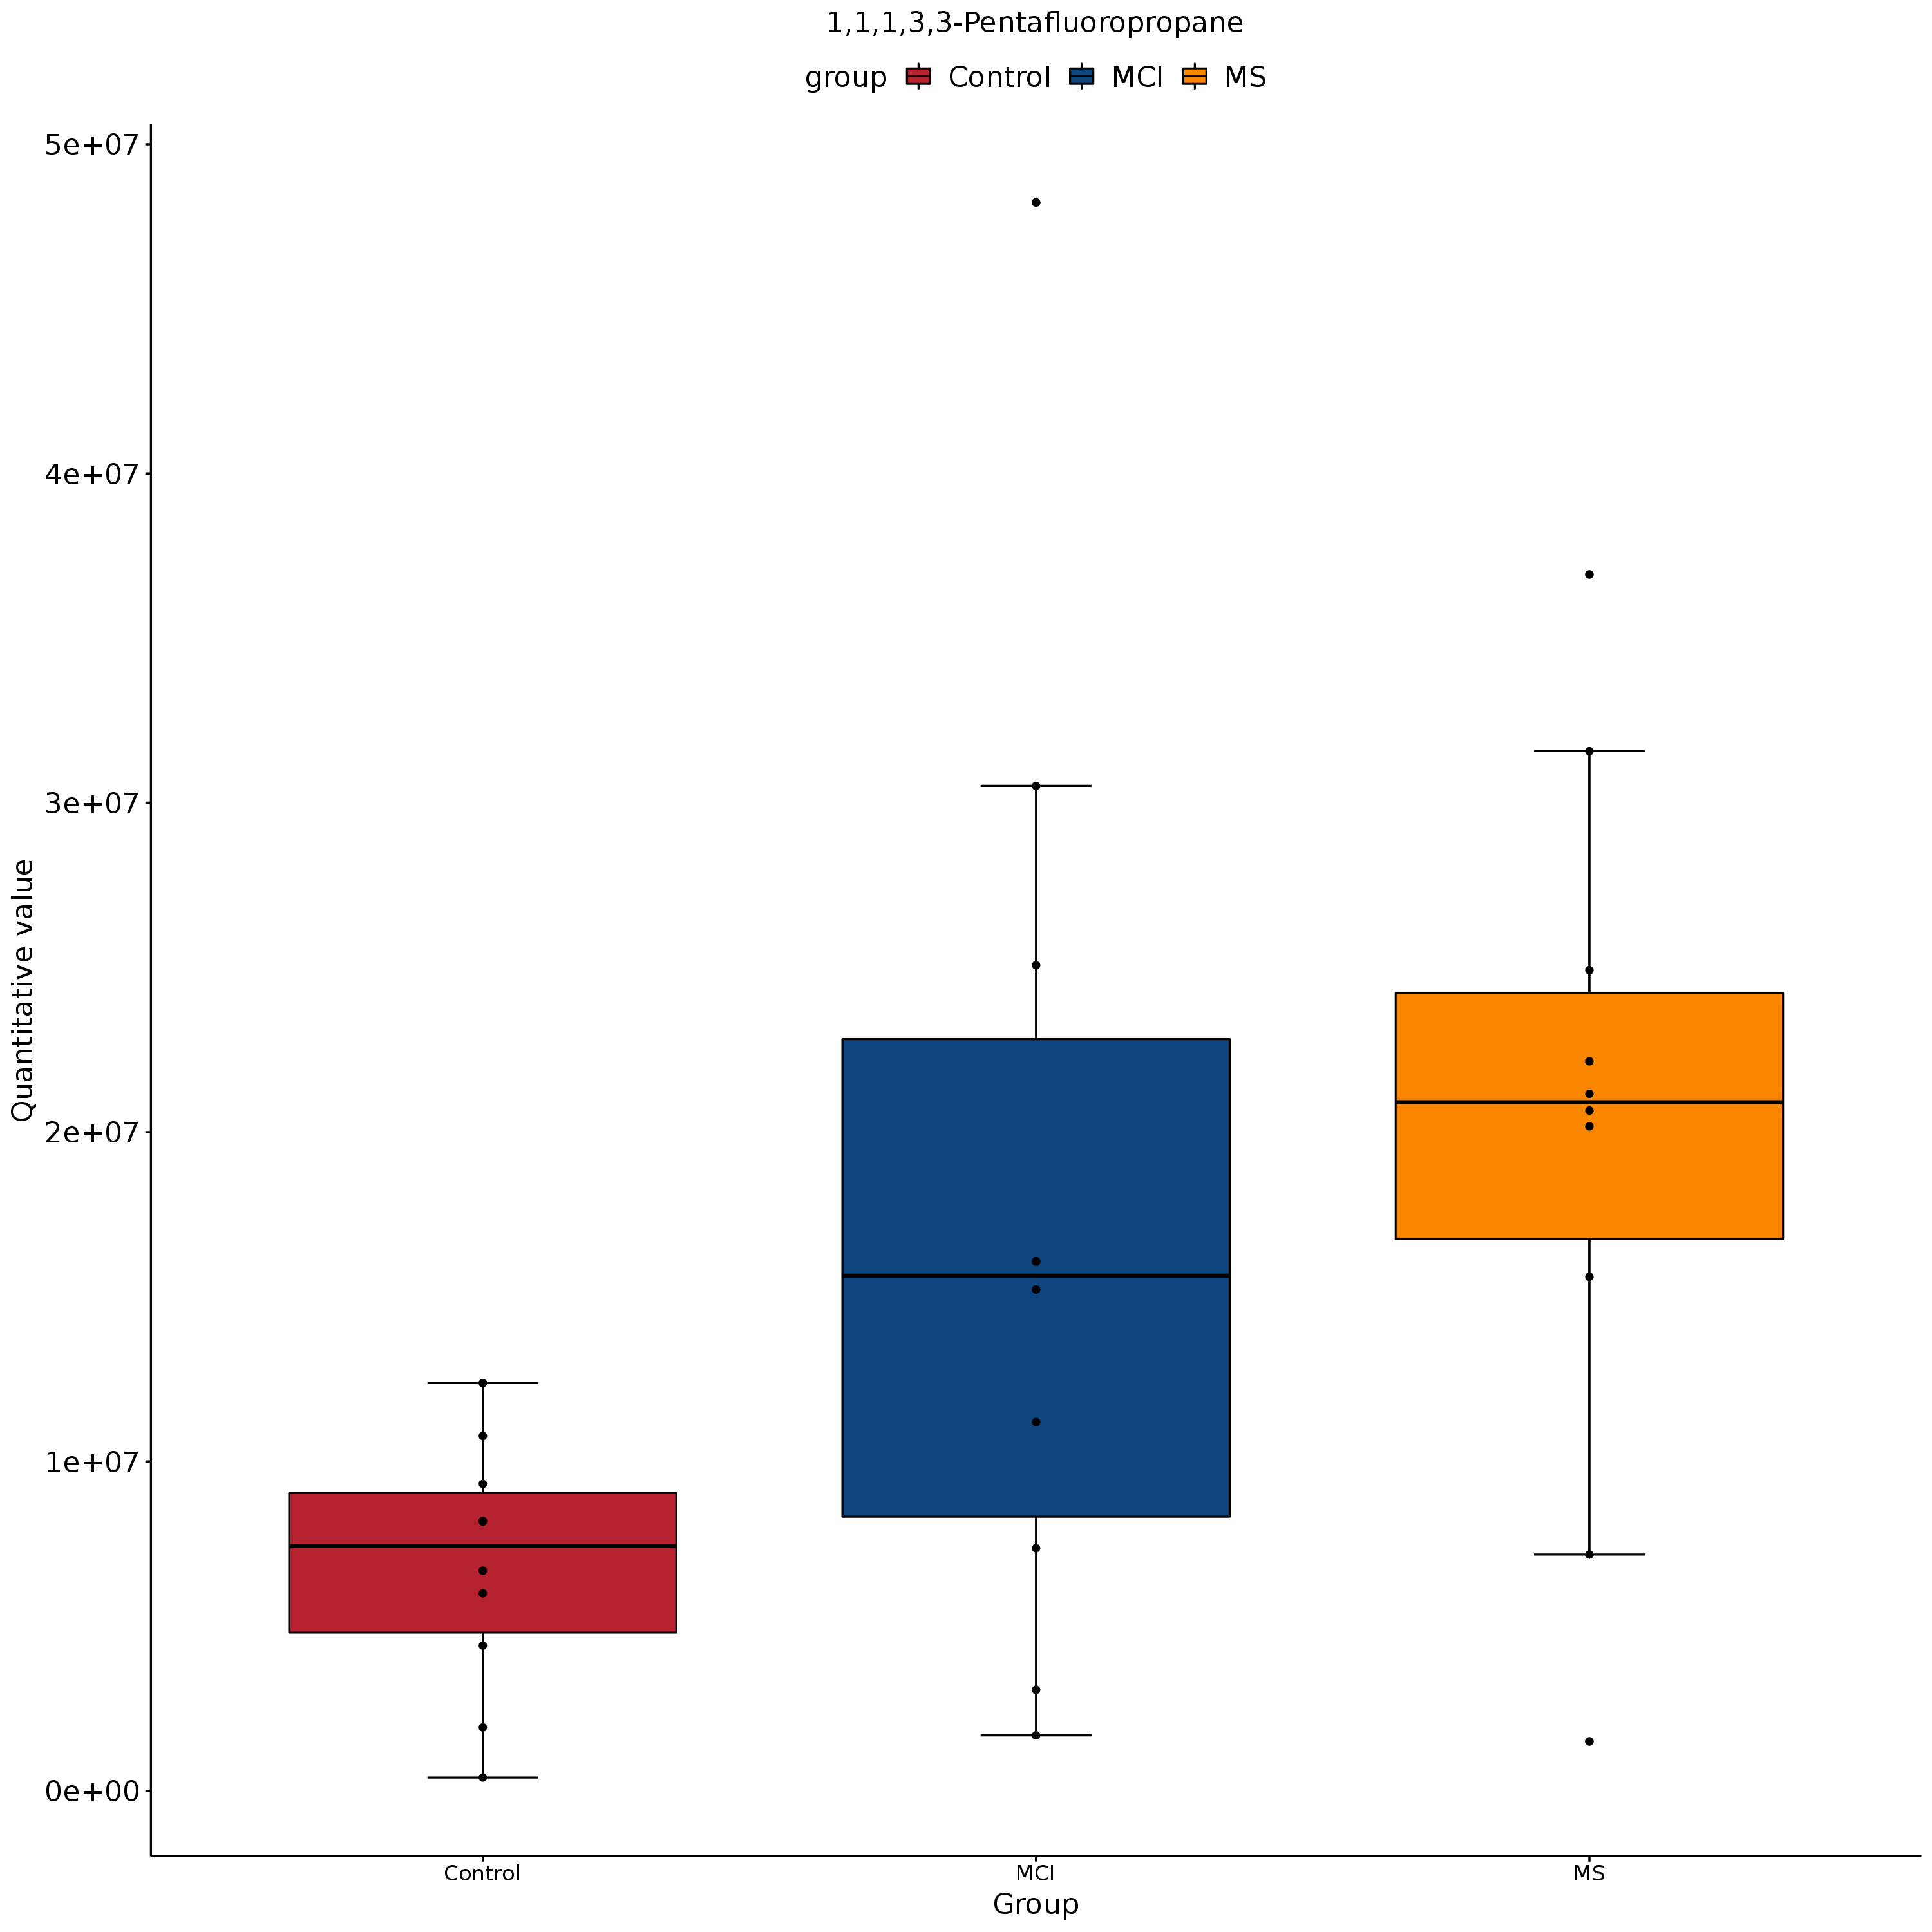 1,1,1,3,3-Pentafluoropropane
group Control MCI MS
5e+07
4e+07
3e+07
2e+07
1e+07
0e+00
Quantitative value
Control MCI MS
Group